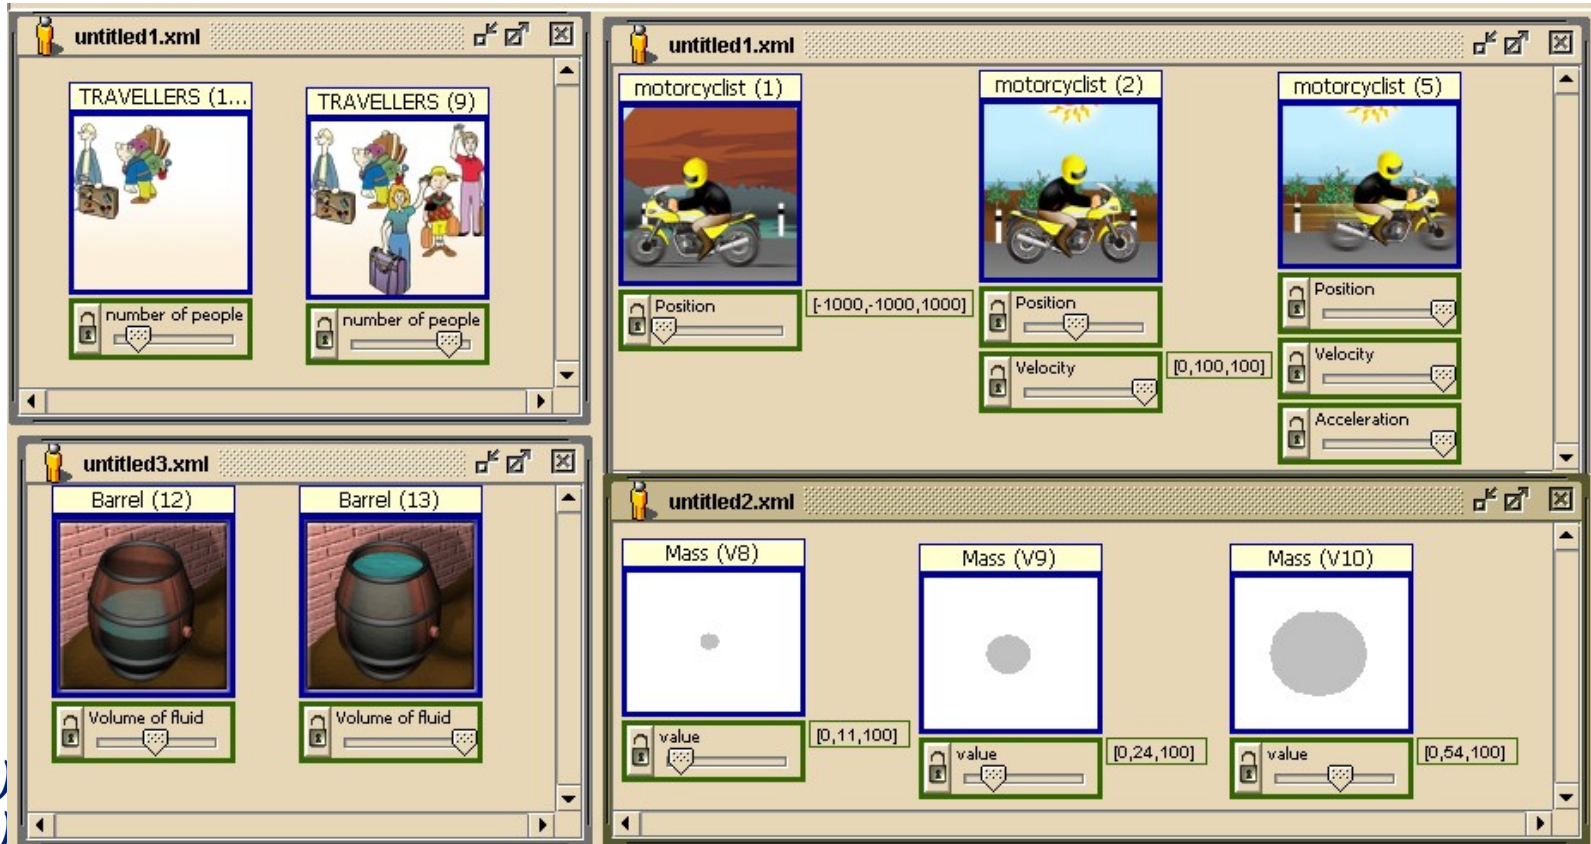 untitled1.xml
TRAVELLERS (1...
TRAVELLERS (9)
number of people
number of people
untitled1.xml
motorcyclist (1)
motorcyclist (2)
motorcyclist (5)
Position
[-1000,-1000,1000]
Position
Velocity
[0,100,100]
Position
Velocity
Acceleration
untitled3.xml
Barrel (12)
Barrel (13)
Volume of fluid
Volume of fluid
untitled2.xml
Mass (V8)
Mass (V9)
Mass (V10)
value
[0,11,100]
value
[0,24,100]
value
[0,54,100]
)
)